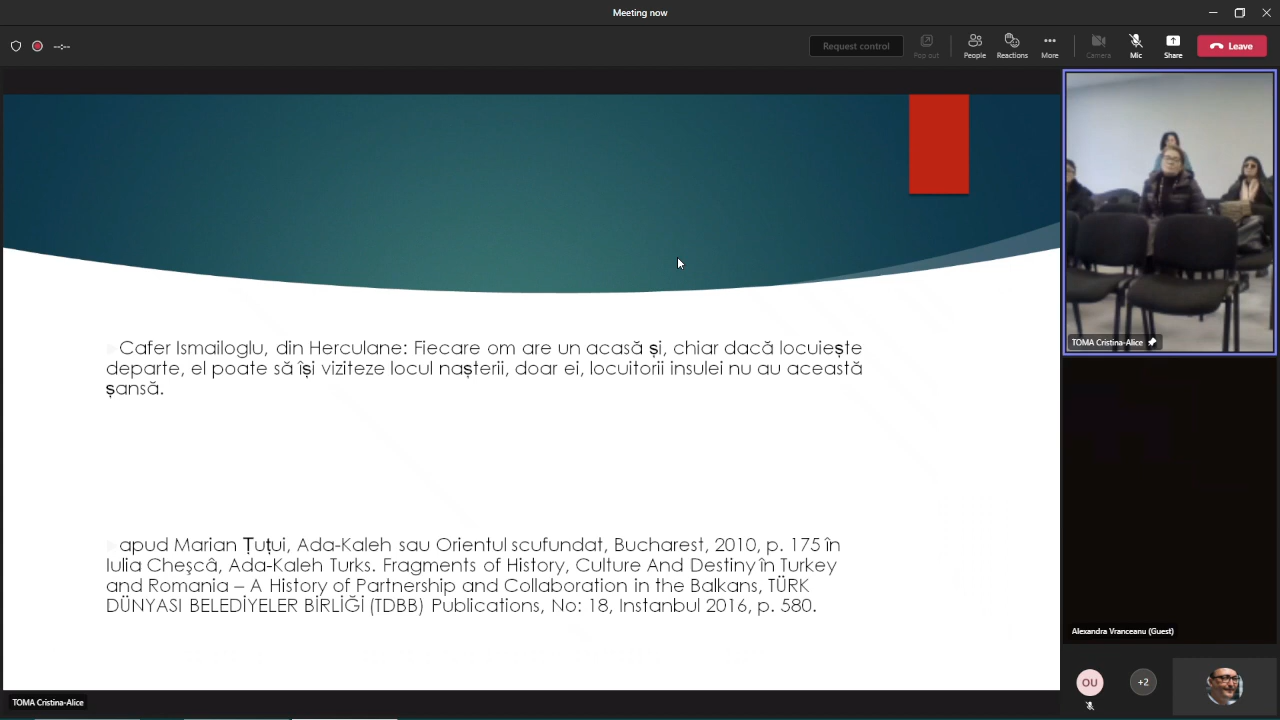 Meeting now
Request control
Pop out
People
Reactions
More
Camera
Mic
Share
Leave
Cafer Ismailoglu, din Herculane: Fiecare om are un acasă și, chiar dacă locuiește
departe, el poate să își viziteze locul nașterii, doar ei, locuitorii insulei nu au această
șansă.
apud Marian Țuțui, Ada-Kaleh sau Orientul scufundat, Bucharest, 2010, p. 175 în
Iulia Cheşcâ, Ada-Kaleh Turks. Fragments of History, Culture And Destiny în Turkey
and Romania – A History of Partnership and Collaboration in the Balkans, TÜRK
DÜNYASI BELEDİYELER BİRLİĞİ (TDBB) Publications, No: 18, Instanbul 2016, p. 580.
TOMA Cristina-Alice
TOMA Cristina-Alice
Alexandra Vranceanu (Guest)
OU
+2
--:--